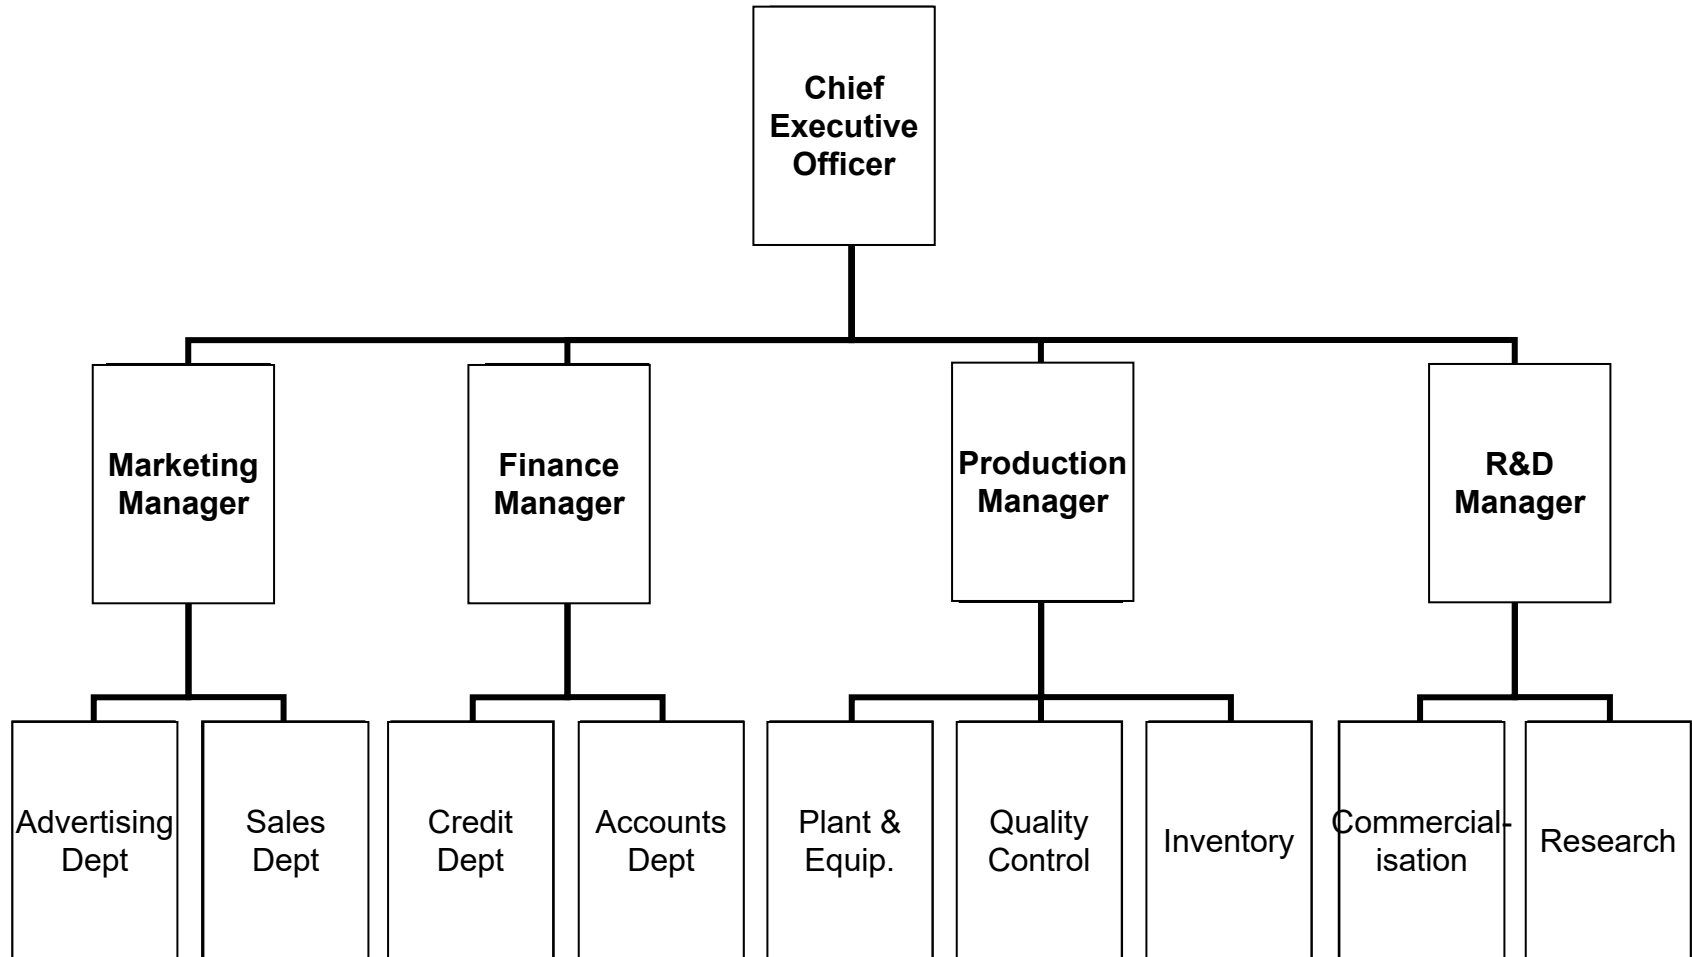 Chief
Executive
Officer
Marketing
Manager
Finance
Manager
Production
Manager
R&D
Manager
Advertising
Dept
Sales
Dept
Credit
Dept
Accounts
Dept
Plant &
Equip.
Quality
Control
Inventory
Commercial-
isation
Research